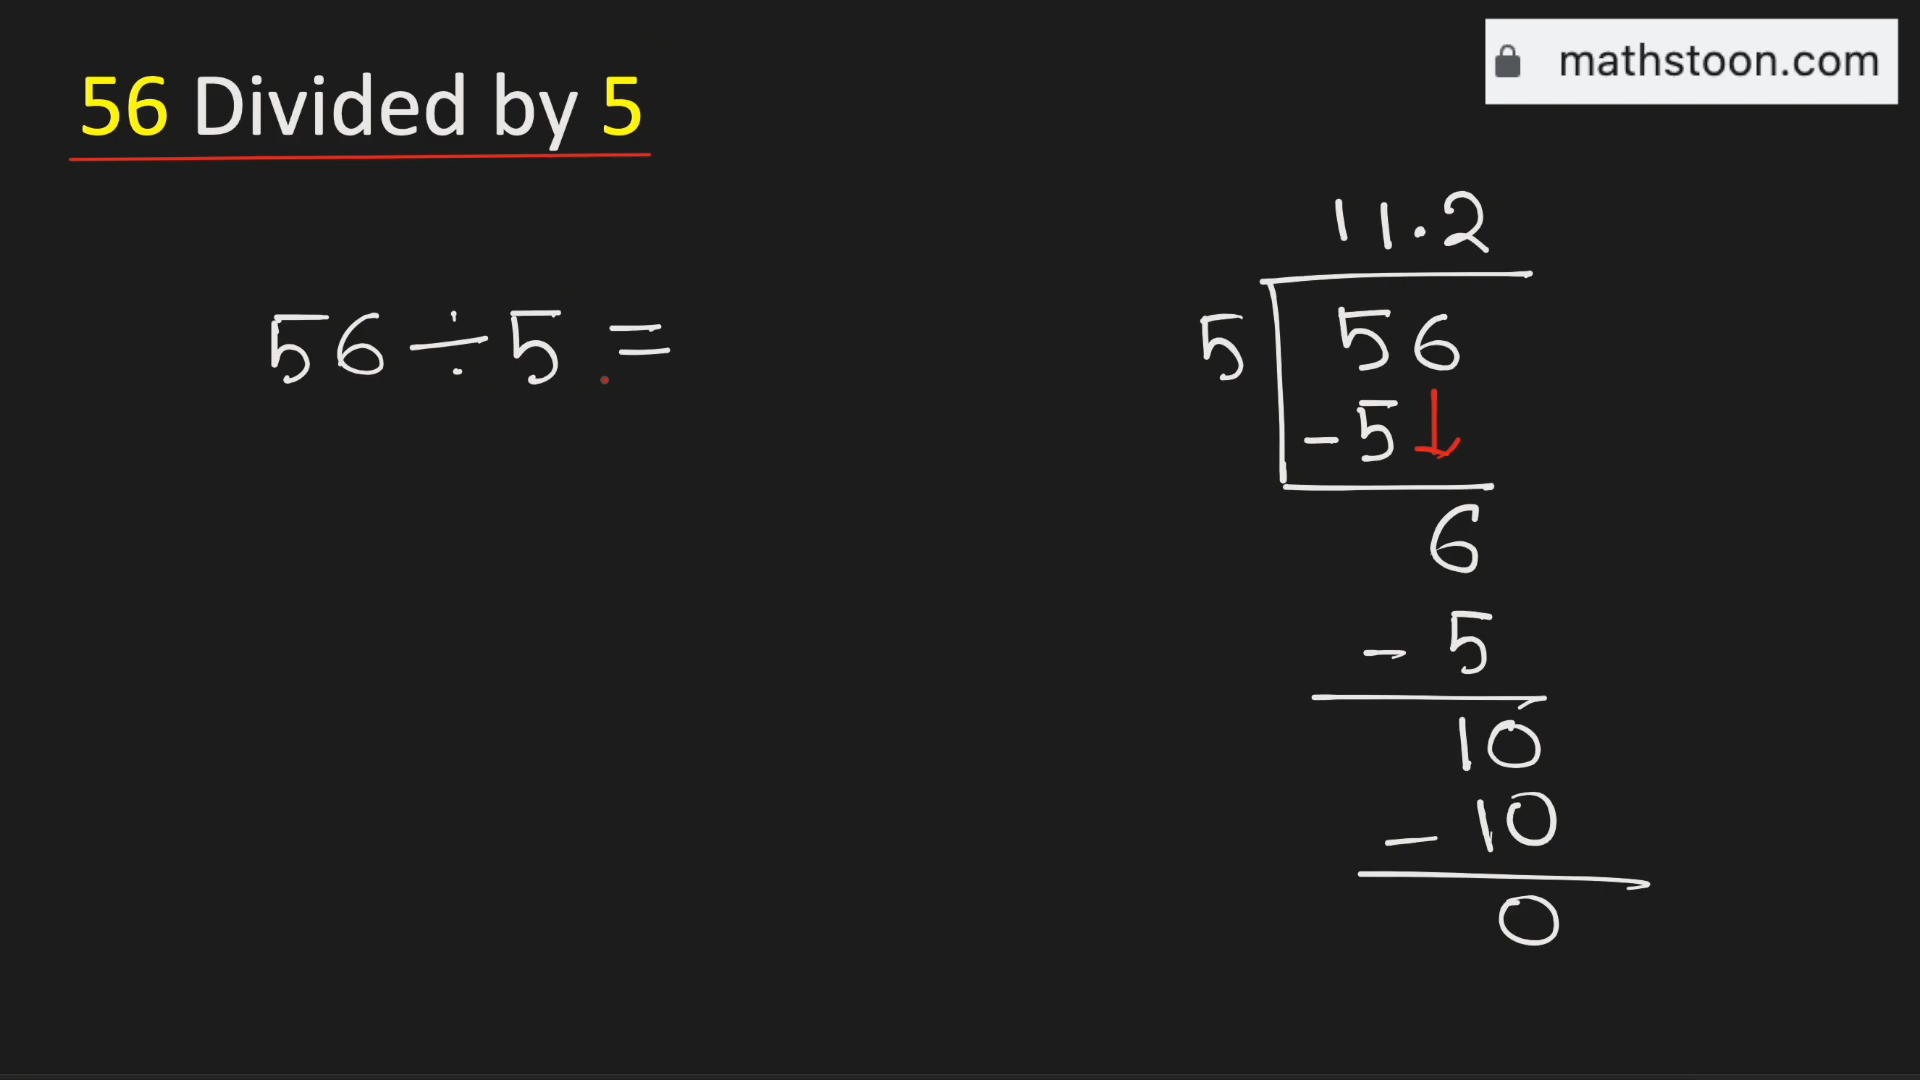 56 Divided by 5
mathstoon.com
56 ÷ 5 =
11.2
5 56
- 5
6
- 5
10
- 10
0